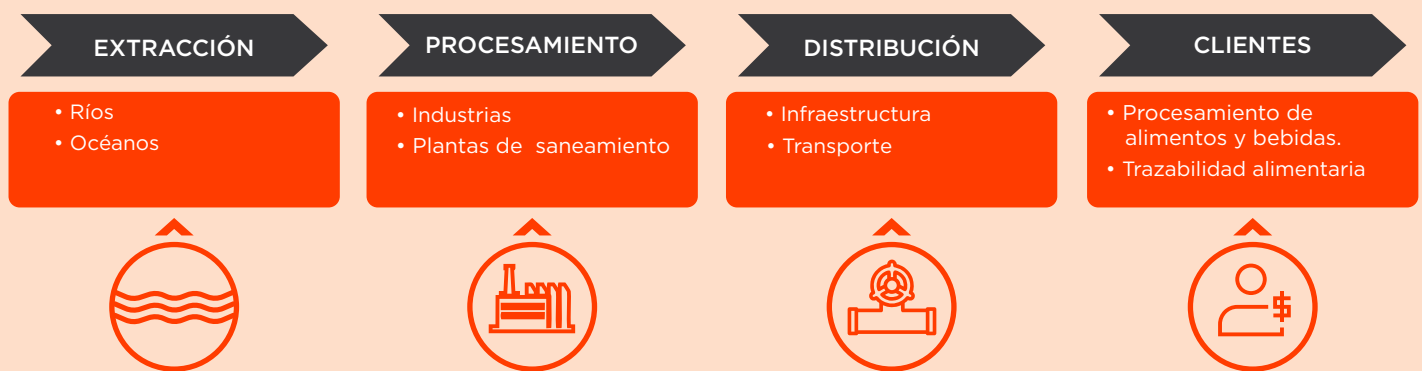 EXTRACCIÓN
• Ríos
• Océanos
PROCESAMIENTO
• Industrias
• Plantas de saneamiento
DISTRIBUCIÓN
• Infraestructura
• Transporte
CLIENTES
• Procesamiento de
alimentos y bebidas.
• Trazabilidad alimentaria
$